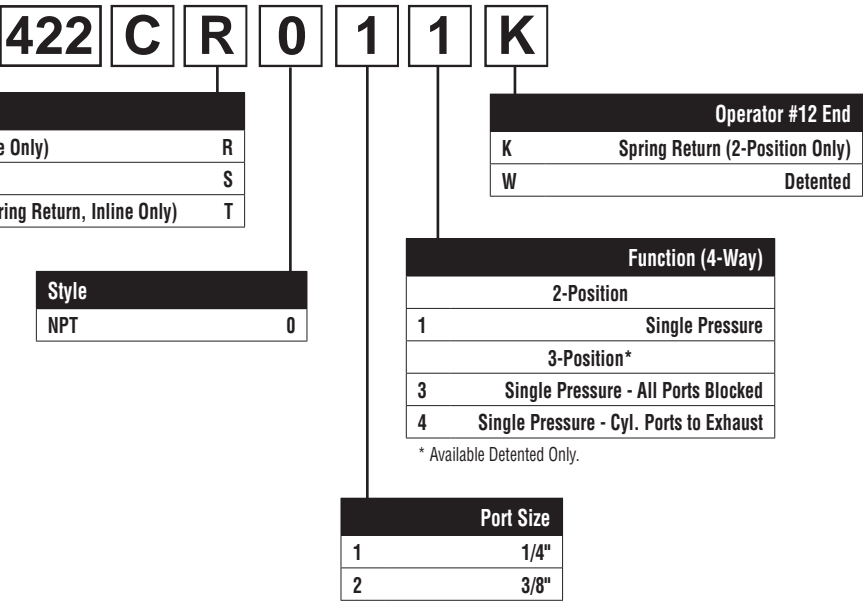 422 C R 0 1 1 K
Operator #12 End
K Spring Return (2-Position Only)
W Detented
Only) R
S
Return, Inline Only) T
Style
NPT 0
Function (4-Way)
2-Position
1 Single Pressure
3-Position*
3 Single Pressure - All Ports Blocked
4 Single Pressure - Cyl. Ports to Exhaust
* Available Detented Only.
Port Size
1 1/4"
2 3/8"